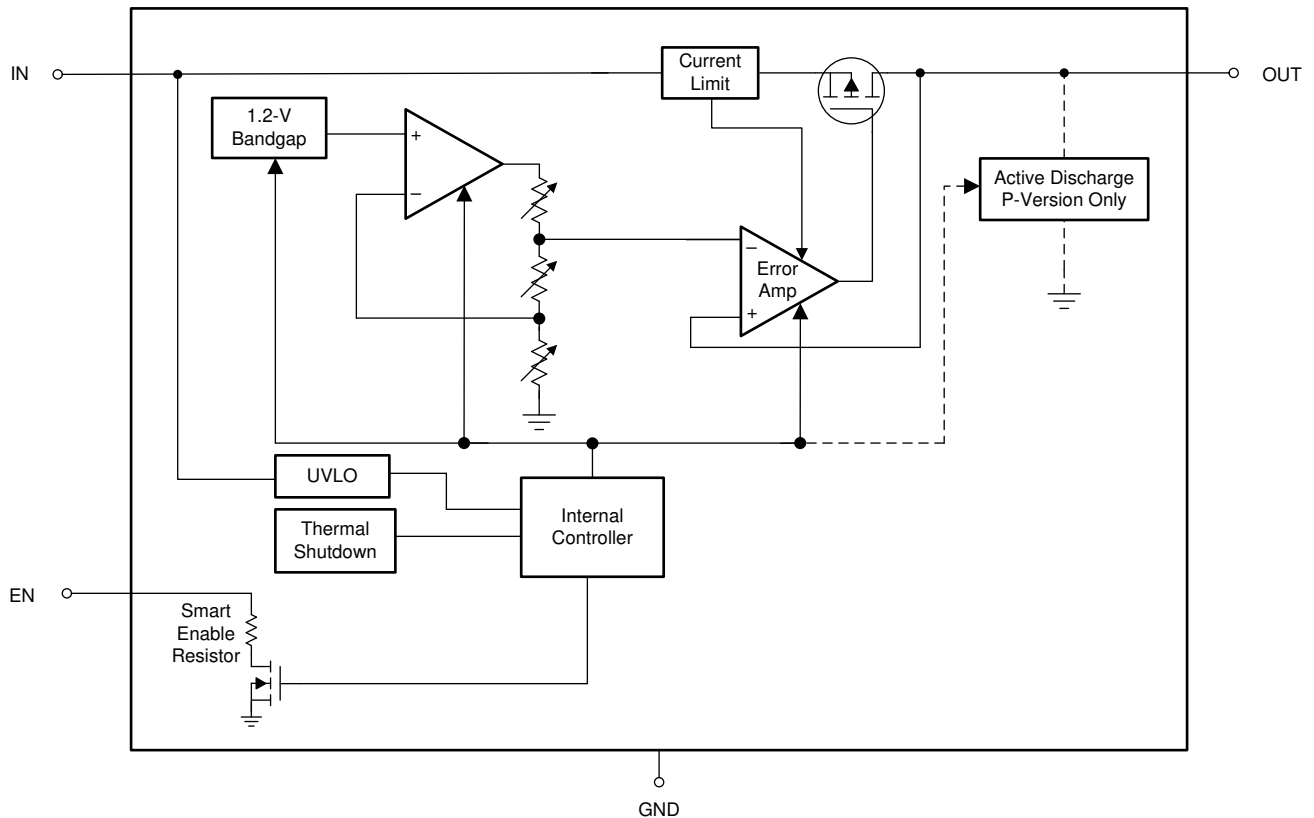 IN
Current
Limit
OUT
1.2-V
Bandgap
+
–
Active Discharge
P-Version Only
–
Error
Amp
+
UVLO
Internal
Controller
Thermal
Shutdown
EN
Smart
Enable
Resistor
GND